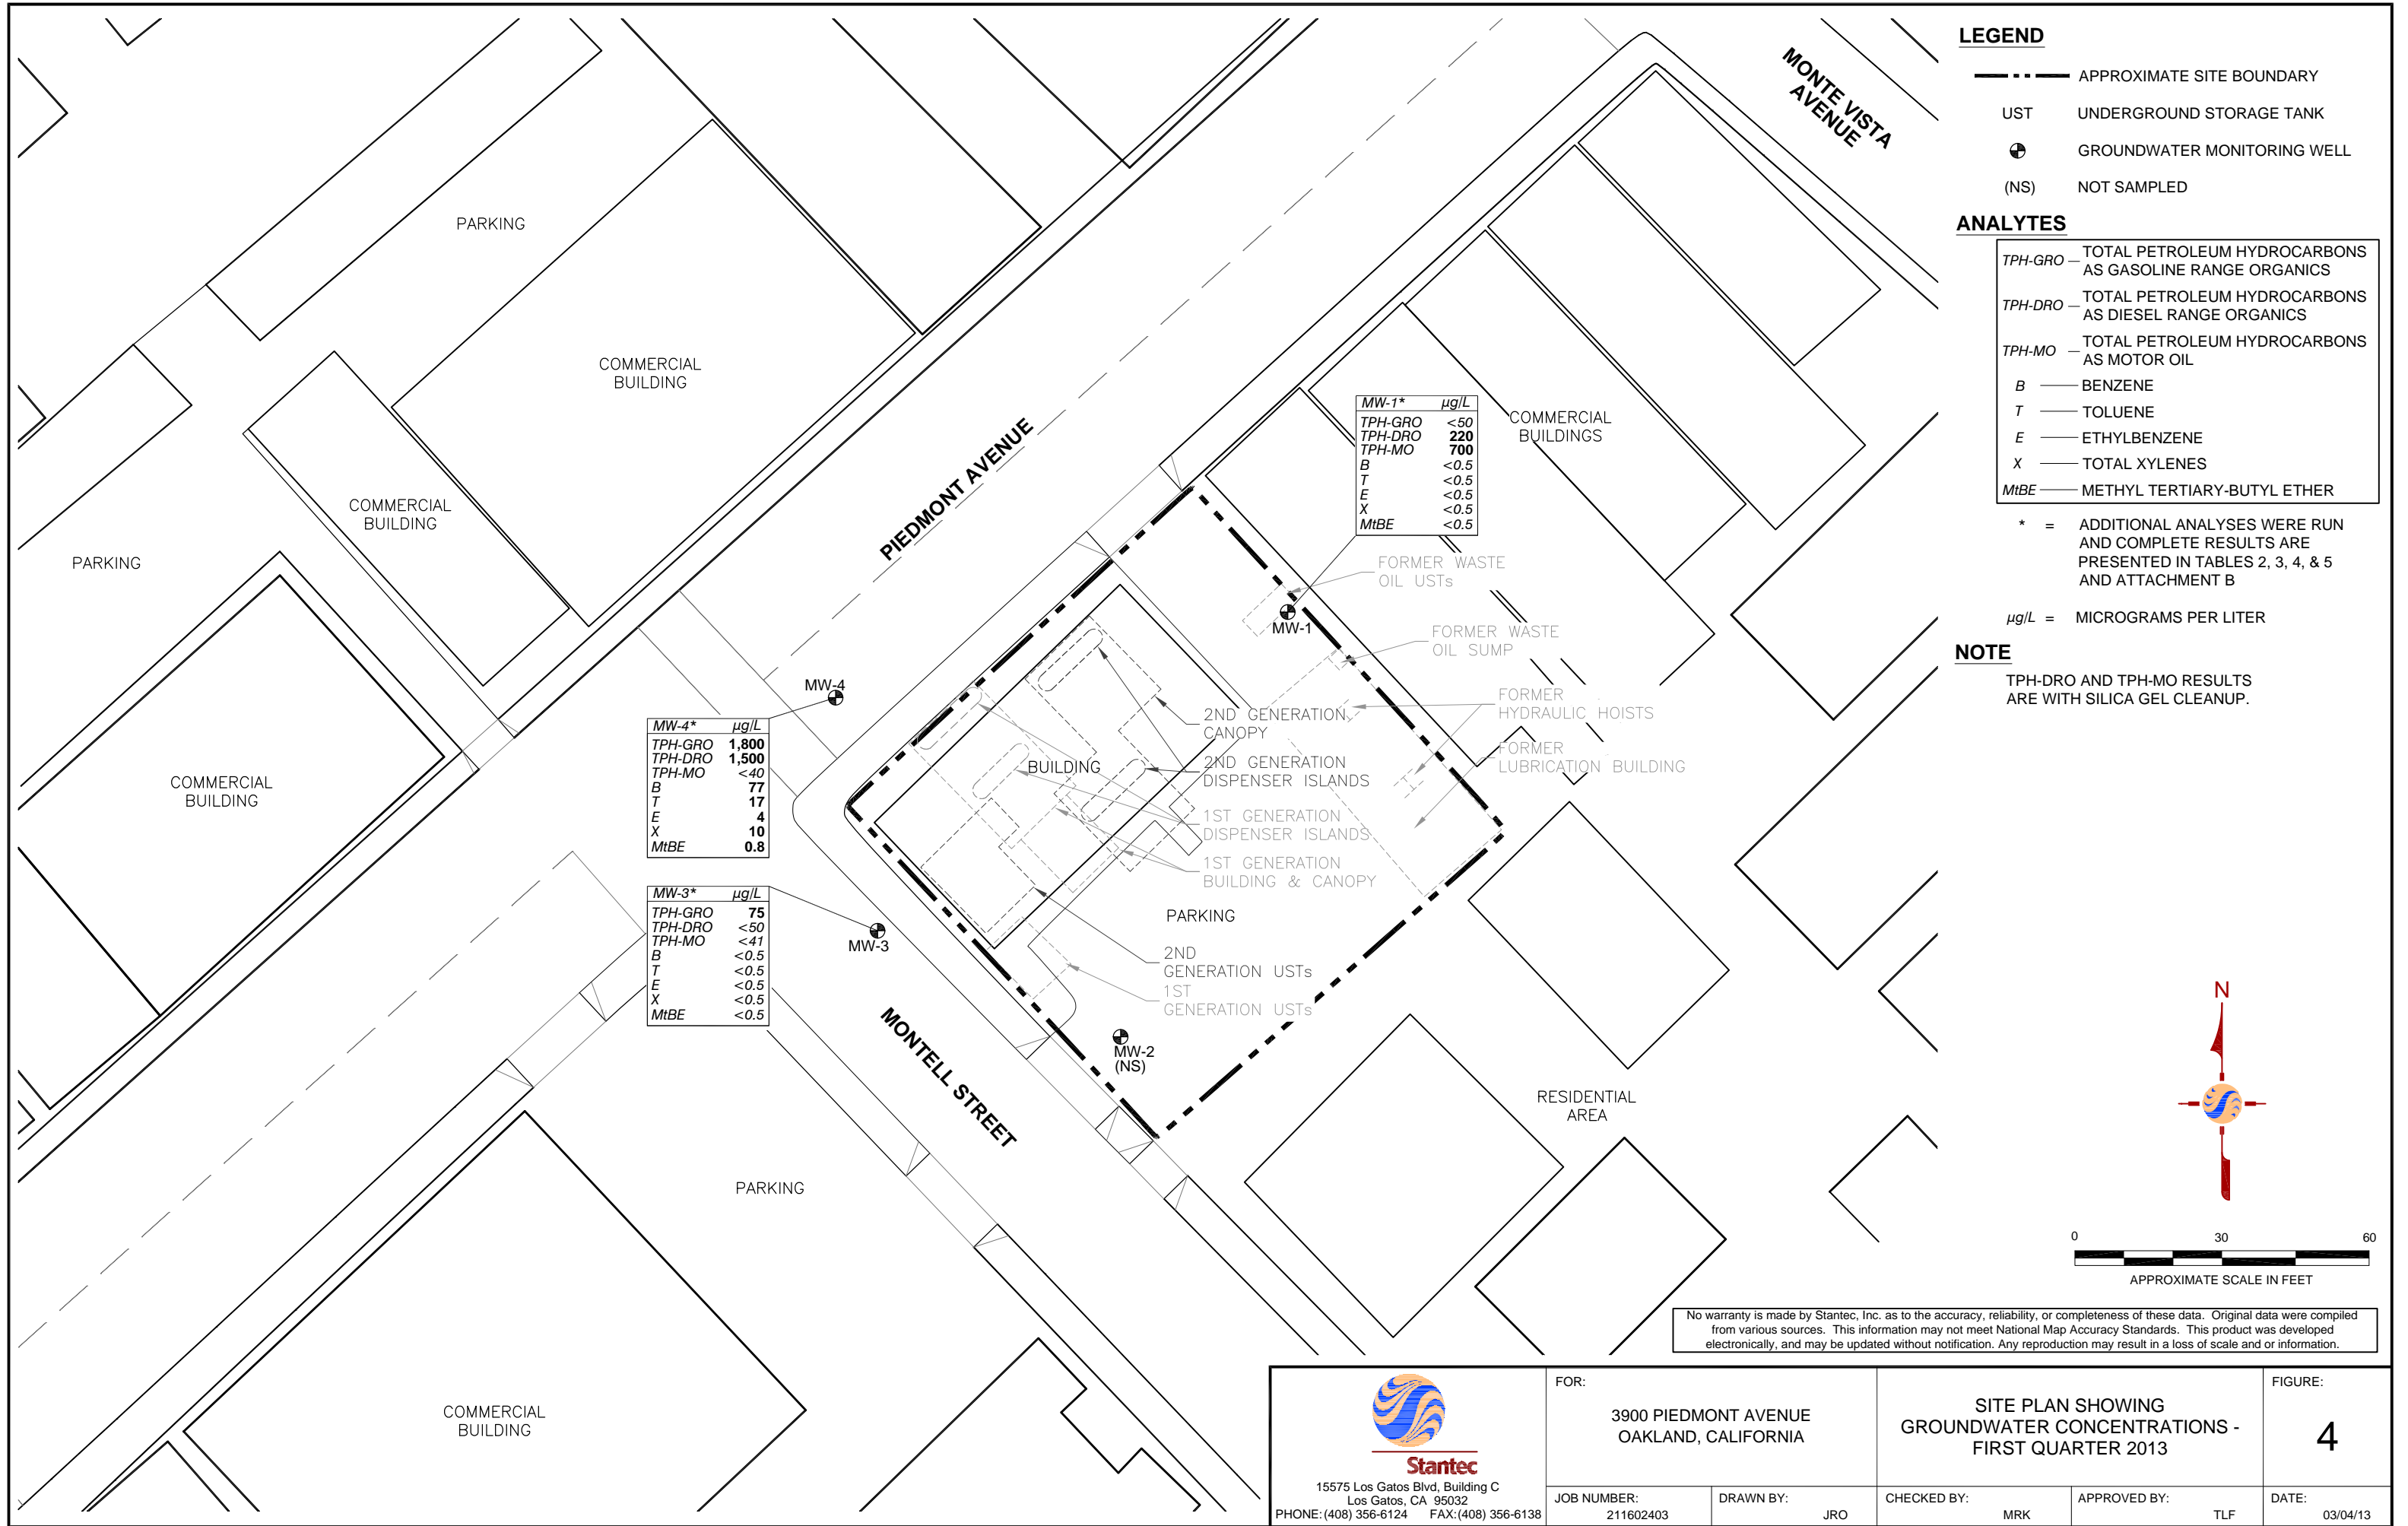 MONTE VISTA
AVENUE
PARKING
COMMERCIAL
BUILDING
COMMERCIAL
BUILDING
PARKING
COMMERCIAL
BUILDING
PIEDMONT AVENUE
MW-1* µg/L
TPH-GRO <50
TPH-DRO 220
TPH-MO 700
B <0.5
T <0.5
E <0.5
X <0.5
MtBE <0.5
COMMERCIAL
BUILDINGS
FORMER WASTE
OIL USTs
MW-1
FORMER WASTE
OIL SUMP
FORMER
HYDRAULIC HOISTS
FORMER
LUBRICATION BUILDING
MW-4
MW-4* µg/L
TPH-GRO 1,800
TPH-DRO 1,500
TPH-MO <40
B 77
T 17
E 4
X 10
MtBE 0.8
2ND GENERATION
CANOPY
BUILDING
2ND GENERATION
DISPENSER ISLANDS
1ST GENERATION
DISPENSER ISLANDS
1ST GENERATION
BUILDING & CANOPY
PARKING
MW-3* µg/L
TPH-GRO 75
TPH-DRO <50
TPH-MO <41
B <0.5
T <0.5
E <0.5
X <0.5
MtBE <0.5
MW-3
2ND
GENERATION USTs
1ST
GENERATION USTs
MW-2
(NS)
MONTELL STREET
RESIDENTIAL
AREA
PARKING
COMMERCIAL
BUILDING
LEGEND
APPROXIMATE SITE BOUNDARY
UST UNDERGROUND STORAGE TANK
GROUNDWATER MONITORING WELL
(NS) NOT SAMPLED
ANALYTES
TPH-GRO TOTAL PETROLEUM HYDROCARBONS
AS GASOLINE RANGE ORGANICS
TPH-DRO TOTAL PETROLEUM HYDROCARBONS
AS DIESEL RANGE ORGANICS
TPH-MO TOTAL PETROLEUM HYDROCARBONS
AS MOTOR OIL
B BENZENE
T TOLUENE
E ETHYLBENZENE
X TOTAL XYLENES
MtBE METHYL TERTIARY-BUTYL ETHER
* = ADDITIONAL ANALYSES WERE RUN
AND COMPLETE RESULTS ARE
PRESENTED IN TABLES 2, 3, 4, & 5
AND ATTACHMENT B
µg/L = MICROGRAMS PER LITER
NOTE
TPH-DRO AND TPH-MO RESULTS
ARE WITH SILICA GEL CLEANUP.
N
0 30 60
APPROXIMATE SCALE IN FEET
No warranty is made by Stantec, Inc. as to the accuracy, reliability, or completeness of these data. Original data were compiled
from various sources. This information may not meet National Map Accuracy Standards. This product was developed
electronically, and may be updated without notification. Any reproduction may result in a loss of scale and or information.
Stantec
15575 Los Gatos Blvd, Building C
Los Gatos, CA 95032
PHONE:(408) 356-6124 FAX:(408) 356-6138
FOR:
3900 PIEDMONT AVENUE
OAKLAND, CALIFORNIA
SITE PLAN SHOWING
GROUNDWATER CONCENTRATIONS -
FIRST QUARTER 2013
FIGURE:
4
JOB NUMBER:
211602403
DRAWN BY:
JRO
CHECKED BY:
MRK
APPROVED BY:
TLF
DATE:
03/04/13